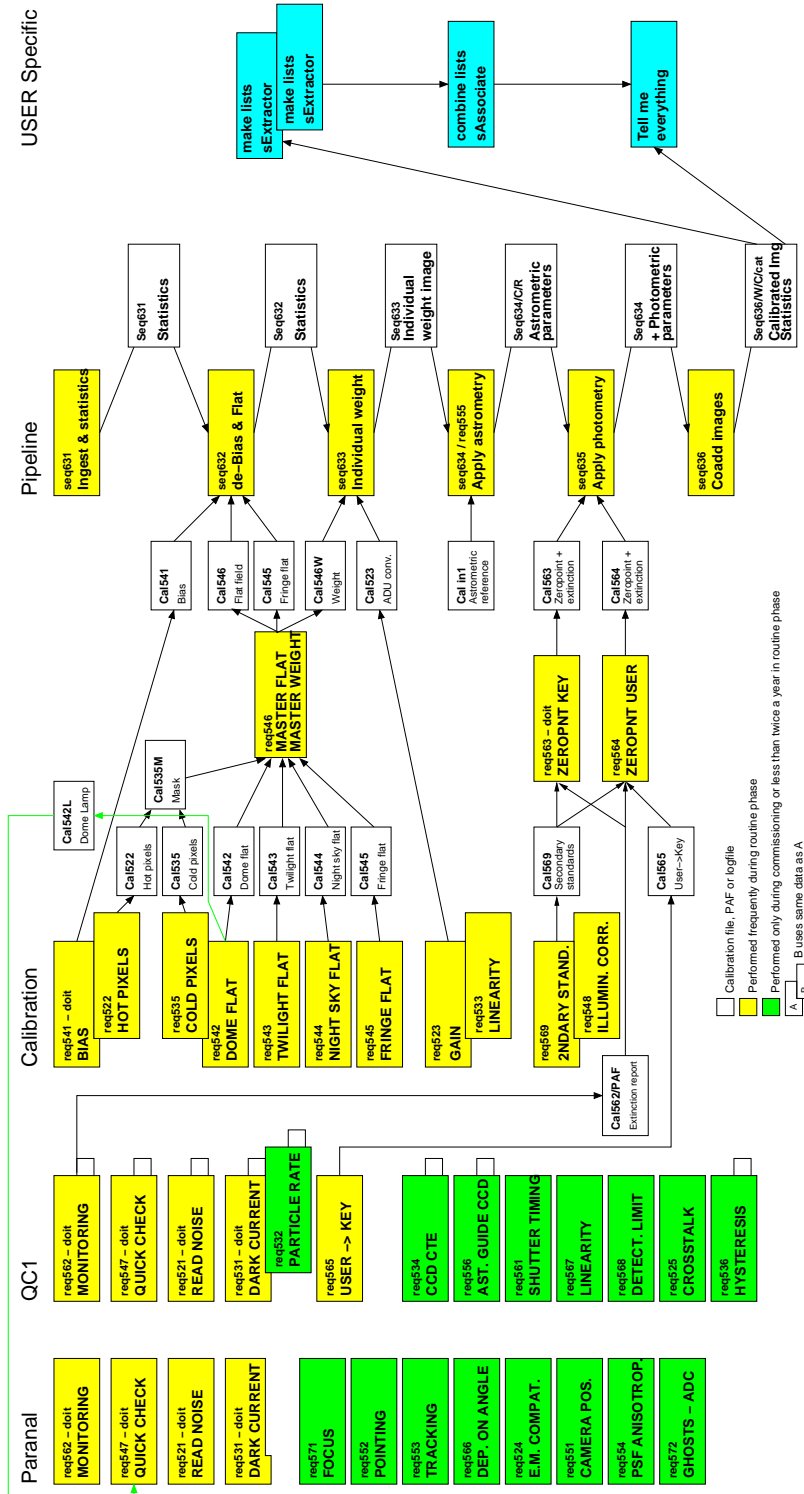 Paranal
req562 – doit
MONITORING
req547 – doit
QUICK CHECK
req521 – doit
READ NOISE
req531 – doit
DARK CURRENT
req571
FOCUS
req552
POINTING
req553
TRACKING
req566
DEP. ON ANGLE
req524
E.M. COMPAT.
req551
CAMERA POS.
req554
PSF ANISOTROP.
req572
GHOSTS – ADC
QC1
req562 – doit
MONITORING
req547 – doit
QUICK CHECK
req521 – doit
READ NOISE
req531 – doit
DARK CURRENT
req532
PARTICLE RATE
req565
USER –> KEY
req534
CCD CTE
req556
AST. GUIDE CCD
req561
SHUTTER TIMING
req567
LINEARITY
req568
DETECT. LIMIT
req525
CROSSTALK
req536
HYSTERESIS
Calibration
req541 – doit
BIAS
req522
HOT PIXELS
req535
COLD PIXELS
req542
DOME FLAT
req543
TWILIGHT FLAT
req544
NIGHT SKY FLAT
req545
FRINGE FLAT
req523
GAIN
req533
LINEARITY
req569
2NDARY STAND.
req548
ILLUMIN. CORR.
Cal562/PAF
Extinction report
Cal542L
Dome Lamp
Cal522
Hot pixels
Cal535
Cold pixels
Cal535M
Mask
Cal542
Dome flat
Cal543
Twilight flat
Cal544
Night sky flat
Cal545
Fringe flat
Cal569
Secondary
standards
Cal565
User–>Key
req546
MASTER FLAT
MASTER WEIGHT
req563 – doit
ZEROPNT KEY
req564
ZEROPNT USER
Cal541
Bias
Cal546
Flat field
Cal545
Fringe flat
Cal546W
Weight
Cal523
ADU conv.
Cal in1
Astrometric
reference
Cal563
Zeropoint +
extinction
Cal564
Zeropoint +
extinction
Pipeline
seq631
Ingest & statistics
seq632
de–Bias & Flat
seq633
Individual weight
seq634 / req555
Apply astrometry
seq635
Apply photometry
seq636
Coadd images
Seq631
Statistics
Seq632
Statistics
Seq633
Individual
weight image
Seq634/C/R
Astrometric
parameters
Seq634
+ Photometric
parameters
Seq636/W/C/cat
Calibrated Img
Statistics
USER Specific
make lists
sExtractor
make lists
sExtractor
combine lists
sAssociate
Tell me
everything
Calibration file, PAF or logfile
Performed frequently during routine phase
Performed only during commissioning or less than twice a year in routine phase
A
B uses same data as A